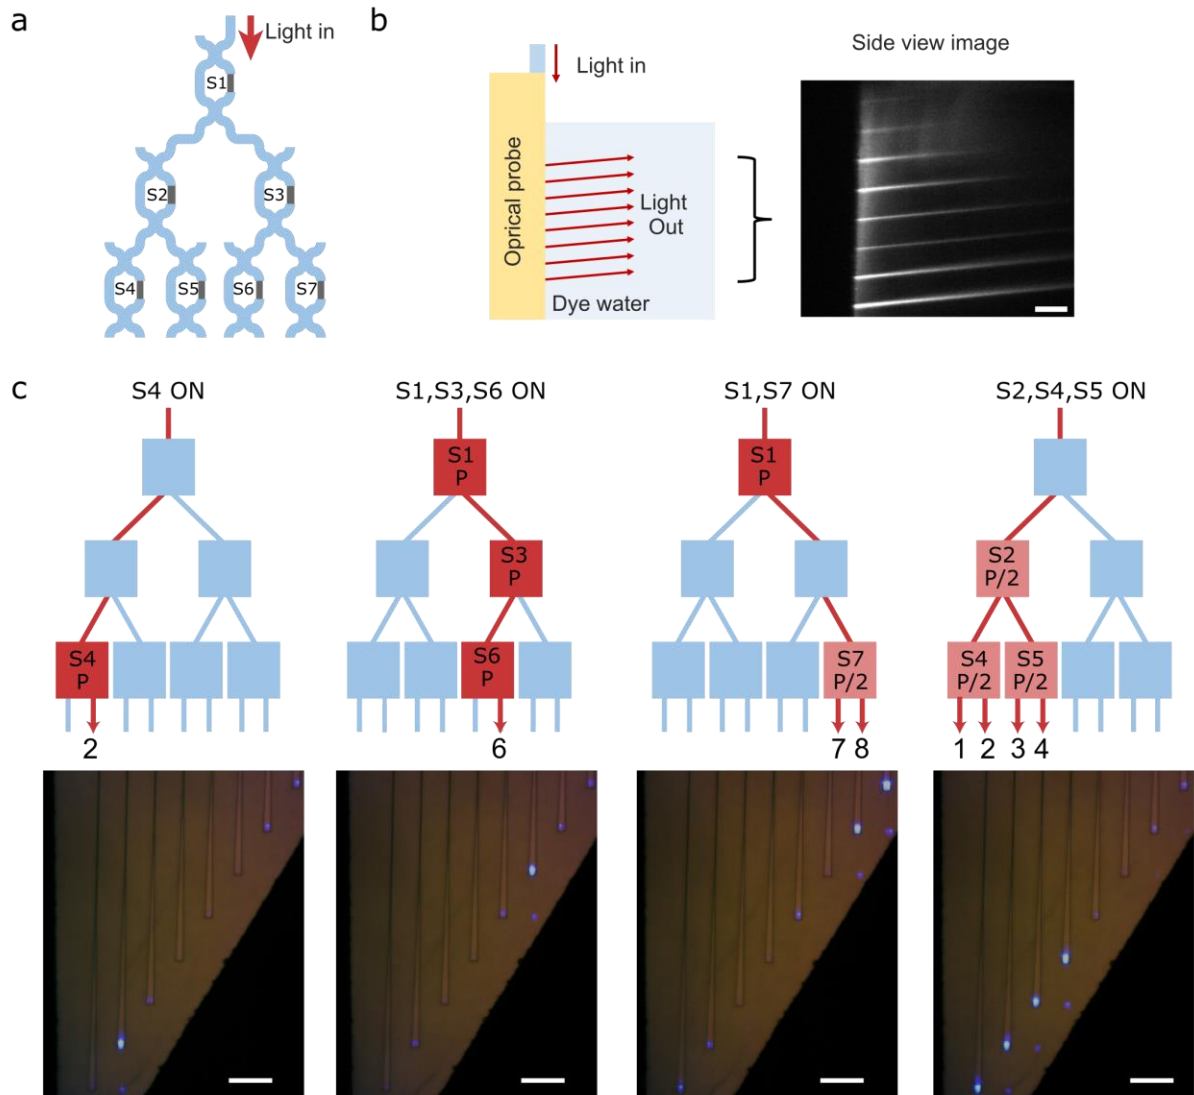 a
Light in
S1
S2
S3
S4
S5
S6
S7
b
Light in
Oprical probe
Light
Out
Dye water
Side view image
c
S4 ON
S4
P
2
S1,S3,S6 ON
S1
P
S3
P
S6
P
6
S1,S7 ON
S1
P
S7
P/2
7 8
S2,S4,S5 ON
S2
P/2
S4
P/2
S5
P/2
1 2 3 4